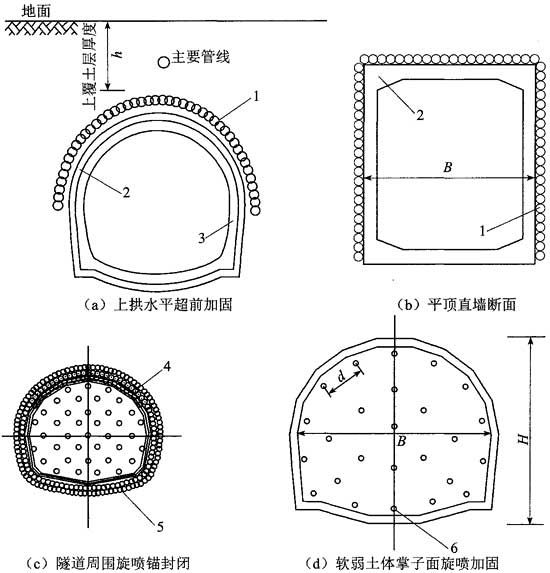 地面
上覆土层厚度
h
主要管线
1
2
3
(a) 上拱水平超前加固
2
B
1
(b) 平顶直墙断面
4
5
(c) 隧道周围旋喷锚封闭
d
B
H
6
(d) 软弱土体掌子面旋喷加固